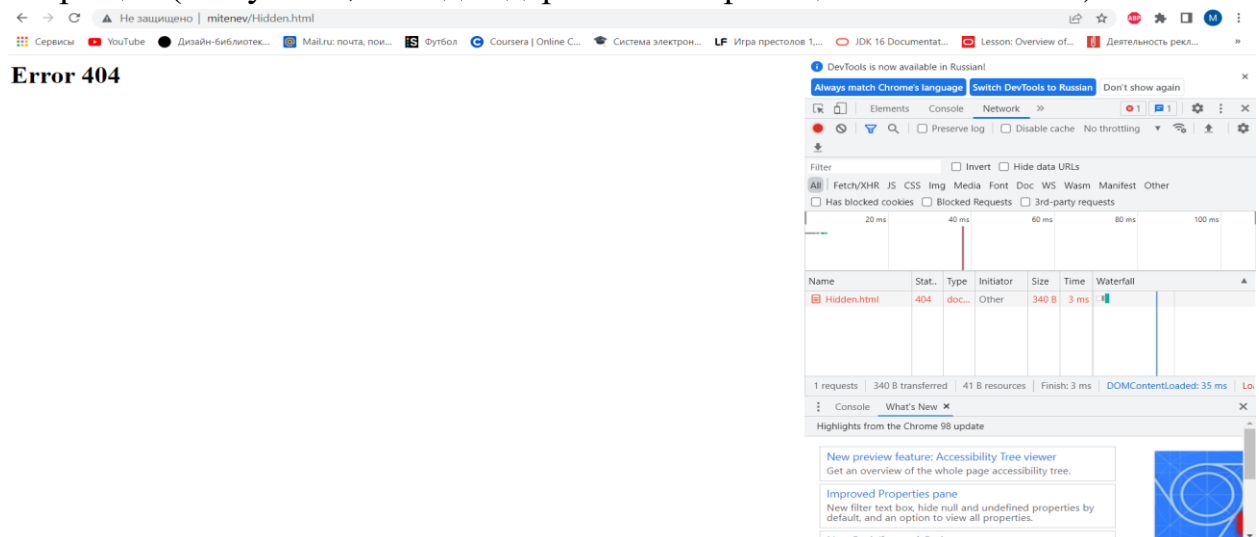 Не защищено | mitenev/Hidden.html
Сервисы YouTube Дизайн-библиотек... Mail.ru: почта, пои... Футбол Coursera | Online C... Система электрон... Игра престолов 1,... JDK 16 Documentat... Lesson: Overview of... Деятельность рекл... »
Error 404
DevTools is now available in Russian!
Always match Chrome's language Switch DevTools to Russian Don't show again
Elements Console Network » 1 1
Preserve log Disable cache No throttling
Filter Invert Hide data URLs
All Fetch/XHR JS CSS Img Media Font Doc WS Wasm Manifest Other
Has blocked cookies Blocked Requests 3rd-party requests
20 ms 40 ms 60 ms 80 ms 100 ms
Name Stat.. Type Initiator Size Time Waterfall
Hidden.html 404 doc... Other 340 B 3 ms
1 requests 340 B transferred 41 B resources Finish: 3 ms DOMContentLoaded: 35 ms
Console What's New
Highlights from the Chrome 98 update
New preview feature: Accessibility Tree viewer
Get an overview of the whole page accessibility tree.
Improved Properties pane
New filter text box, hide null and undefined properties by
default, and an option to view all properties.